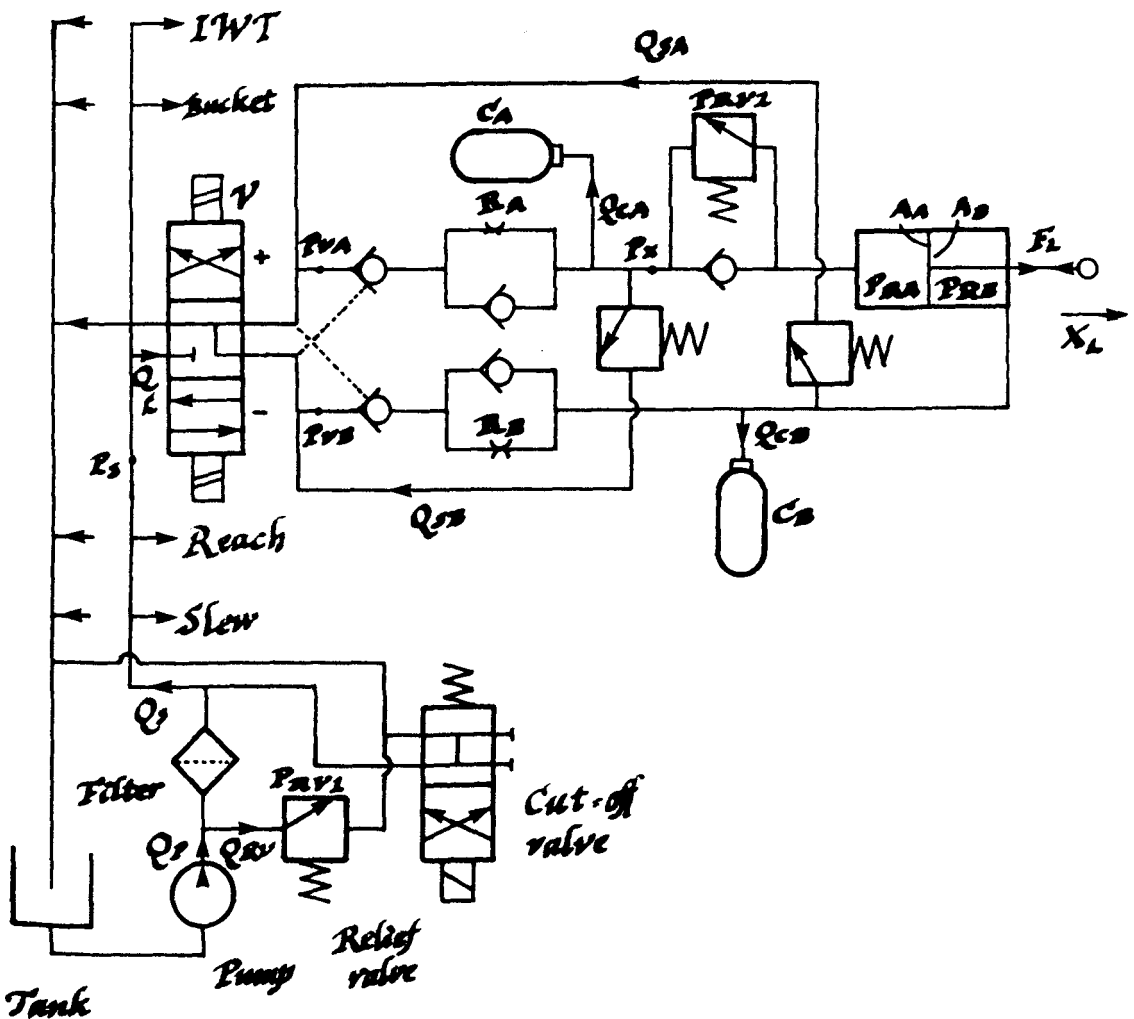 IWT
QSA
Bucket
CA
PRV2
V
RA
QCA
AA AB
PVA
PX
FL
+
PRA PRB
XL
Q
L
-
PVB
RB
QCB
PS
QSB
CB
Reach
Slew
QS
Filter
PRV1
Cut-off
valve
QP
QRV
Relief
valve
Pump
Tank